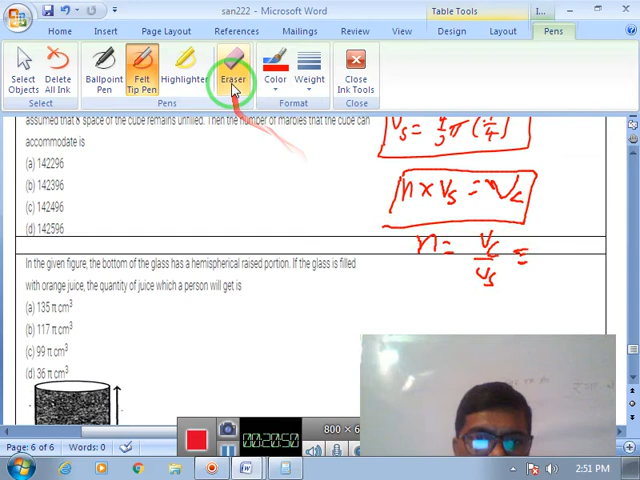 san222 - Microsoft Word
Table Tools
I...
Home
Insert
Page Layout
References
Mailings
Review
View
Design
Layout
Pens
Select Objects
Delete All Ink
Ballpoint Pen
Felt Tip Pen
Highlighter
Eraser
Color
Weight
Close Ink Tools
Select
Pens
Format
Close
space of the cube remains unfilled. Then the number of marbles that the cube can
accommodate is
(a) 142296
(b) 142396
(c) 142496
(d) 142596
n x Vs = Vc
n = Vc / Vs =
In the given figure, the bottom of the glass has a hemispherical raised portion. If the glass is filled
with orange juice, the quantity of juice which a person will get is
(a) 135 π cm³
(b) 117 π cm³
(c) 99 π cm³
(d) 36 π cm³
00:20:50
800 x 6
Page: 6 of 6
Words: 0
2:51 PM